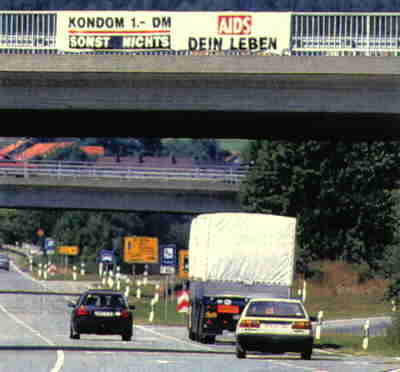 KONDOM 1.- DM
SONST NICHTS
AIDS
DEIN LEBEN